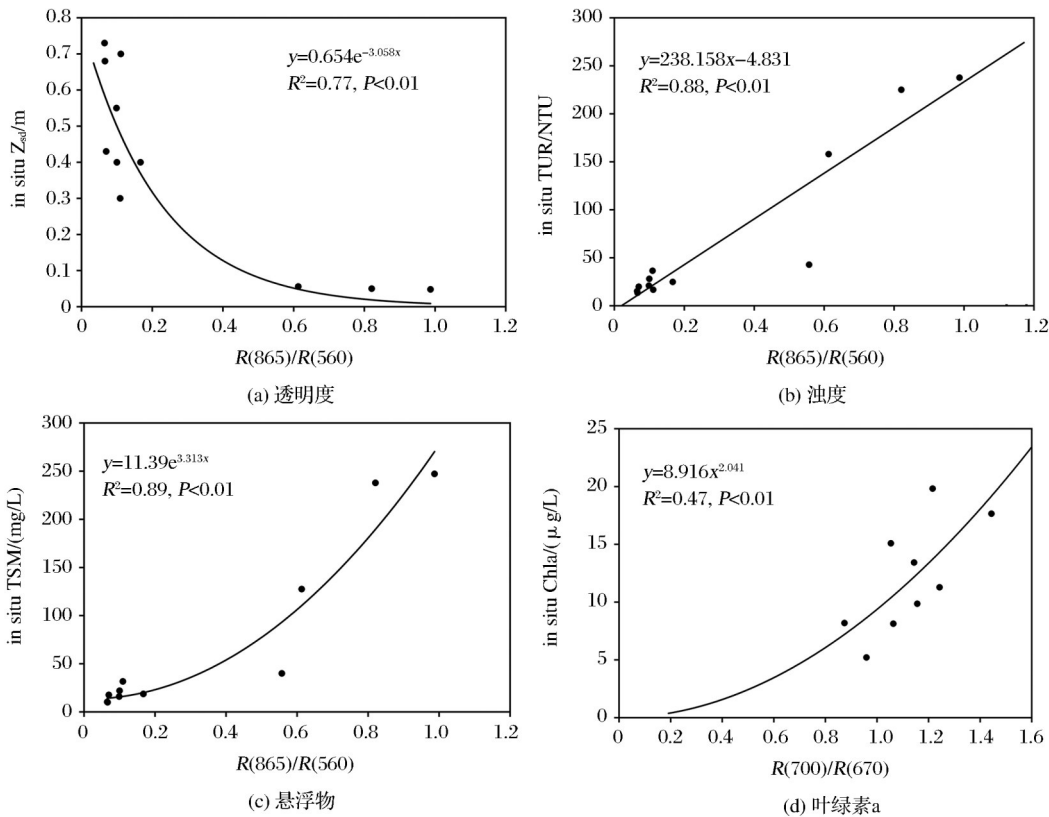 0.8
0.7
0.6
0.5
0.4
0.3
0.2
0.1
0
in situ Z_sd/m
y=0.654e^−3.058x
R²=0.77, P<0.01
0 0.2 0.4 0.6 0.8 1.0 1.2
R(865)/R(560)
(a) 透明度
300
250
200
150
100
50
0
in situ TUR/NTU
y=238.158x−4.831
R²=0.88, P<0.01
0 0.2 0.4 0.6 0.8 1.0 1.2
R(865)/R(560)
(b) 浊度
300
250
200
150
100
50
0
in situ TSM/(mg/L)
y=11.39e^3.313x
R²=0.89, P<0.01
0 0.2 0.4 0.6 0.8 1.0 1.2
R(865)/R(560)
(c) 悬浮物
25
20
15
10
5
0
in situ Chla/(μ g/L)
y=8.916x^2.041
R²=0.47, P<0.01
0 0.2 0.4 0.6 0.8 1.0 1.2 1.4 1.6
R(700)/R(670)
(d) 叶绿素a